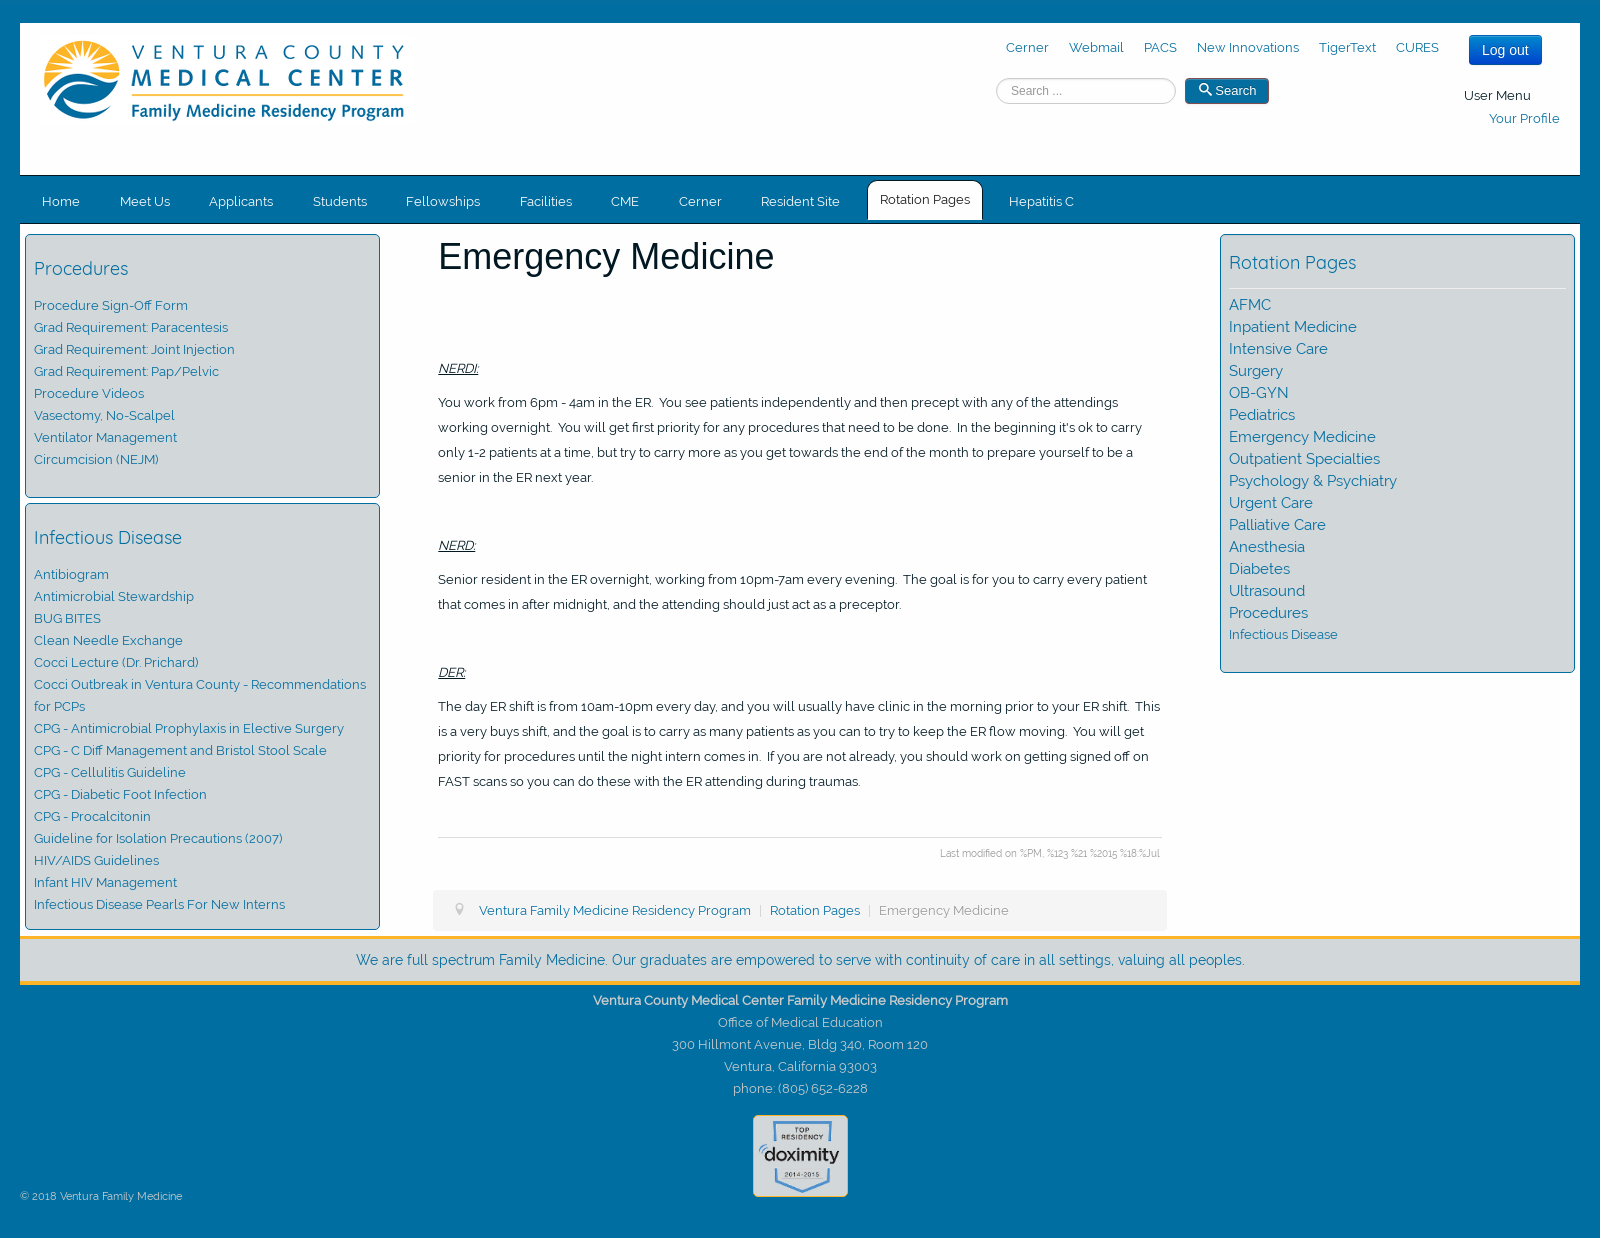 VENTURA COUNTY
MEDICAL CENTER
Family Medicine Residency Program
Cerner Webmail PACS New Innovations TigerText CURES Log out
Search ... Search
User Menu
Your Profile
Home Meet Us Applicants Students Fellowships Facilities CME Cerner Resident Site Rotation Pages Hepatitis C
Procedures
Procedure Sign-Off Form
Grad Requirement: Paracentesis
Grad Requirement: Joint Injection
Grad Requirement: Pap/Pelvic
Procedure Videos
Vasectomy, No-Scalpel
Ventilator Management
Circumcision (NEJM)
Infectious Disease
Antibiogram
Antimicrobial Stewardship
BUG BITES
Clean Needle Exchange
Cocci Lecture (Dr. Prichard)
Cocci Outbreak in Ventura County - Recommendations
for PCPs
CPG - Antimicrobial Prophylaxis in Elective Surgery
CPG - C Diff Management and Bristol Stool Scale
CPG - Cellulitis Guideline
CPG - Diabetic Foot Infection
CPG - Procalcitonin
Guideline for Isolation Precautions (2007)
HIV/AIDS Guidelines
Infant HIV Management
Infectious Disease Pearls For New Interns
Emergency Medicine
NERDI:
You work from 6pm - 4am in the ER.  You see patients independently and then precept with any of the attendings
working overnight.  You will get first priority for any procedures that need to be done.  In the beginning it's ok to carry
only 1-2 patients at a time, but try to carry more as you get towards the end of the month to prepare yourself to be a
senior in the ER next year.
NERD:
Senior resident in the ER overnight, working from 10pm-7am every evening.  The goal is for you to carry every patient
that comes in after midnight, and the attending should just act as a preceptor.
DER:
The day ER shift is from 10am-10pm every day, and you will usually have clinic in the morning prior to your ER shift.  This
is a very buys shift, and the goal is to carry as many patients as you can to try to keep the ER flow moving.  You will get
priority for procedures until the night intern comes in.  If you are not already, you should work on getting signed off on
FAST scans so you can do these with the ER attending during traumas.
Last modified on %PM, %123 %21 %2015 %18:%Jul
Ventura Family Medicine Residency Program | Rotation Pages | Emergency Medicine
Rotation Pages
AFMC
Inpatient Medicine
Intensive Care
Surgery
OB-GYN
Pediatrics
Emergency Medicine
Outpatient Specialties
Psychology & Psychiatry
Urgent Care
Palliative Care
Anesthesia
Diabetes
Ultrasound
Procedures
Infectious Disease
We are full spectrum Family Medicine. Our graduates are empowered to serve with continuity of care in all settings, valuing all peoples.
Ventura County Medical Center Family Medicine Residency Program
Office of Medical Education
300 Hillmont Avenue, Bldg 340, Room 120
Ventura, California 93003
phone: (805) 652-6228
TOP
RESIDENCY
doximity
2014-2015
© 2018 Ventura Family Medicine